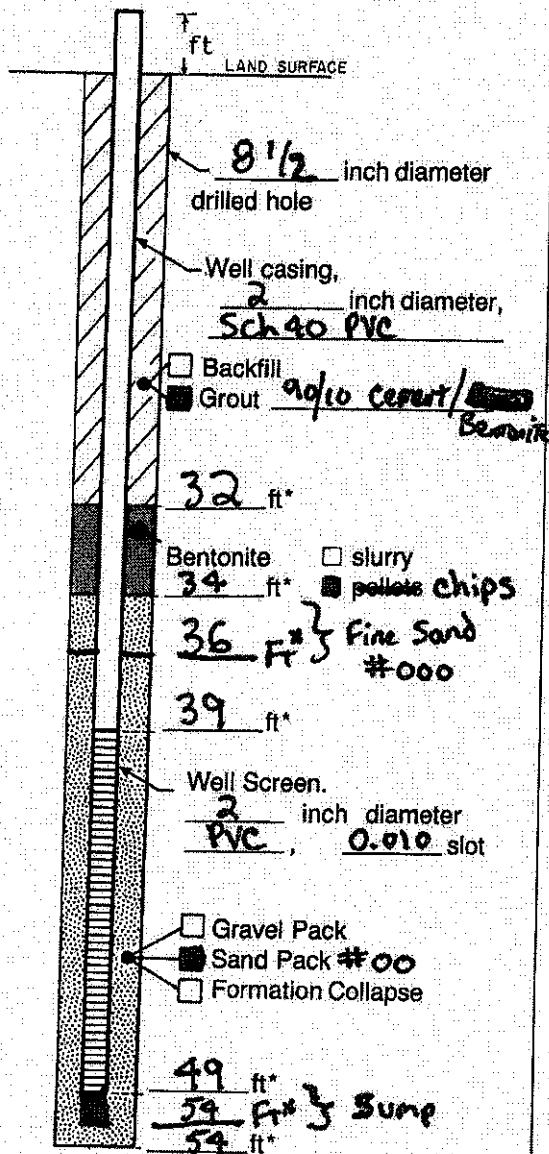 ft
LAND SURFACE
8 1/2 inch diameter
drilled hole
Well casing,
2 inch diameter,
Sch 40 PVC
Backfill
Grout 90/10 Cement/
Bentonite
32 ft*
Bentonite
slurry
34 ft*
pellets chips
36 FT* } Fine Sand
#000
39 ft*
Well Screen.
2 inch diameter
PVC, 0.010 slot
Gravel Pack
Sand Pack #00
Formation Collapse
49 ft*
54 FT* } Sump
54 ft*